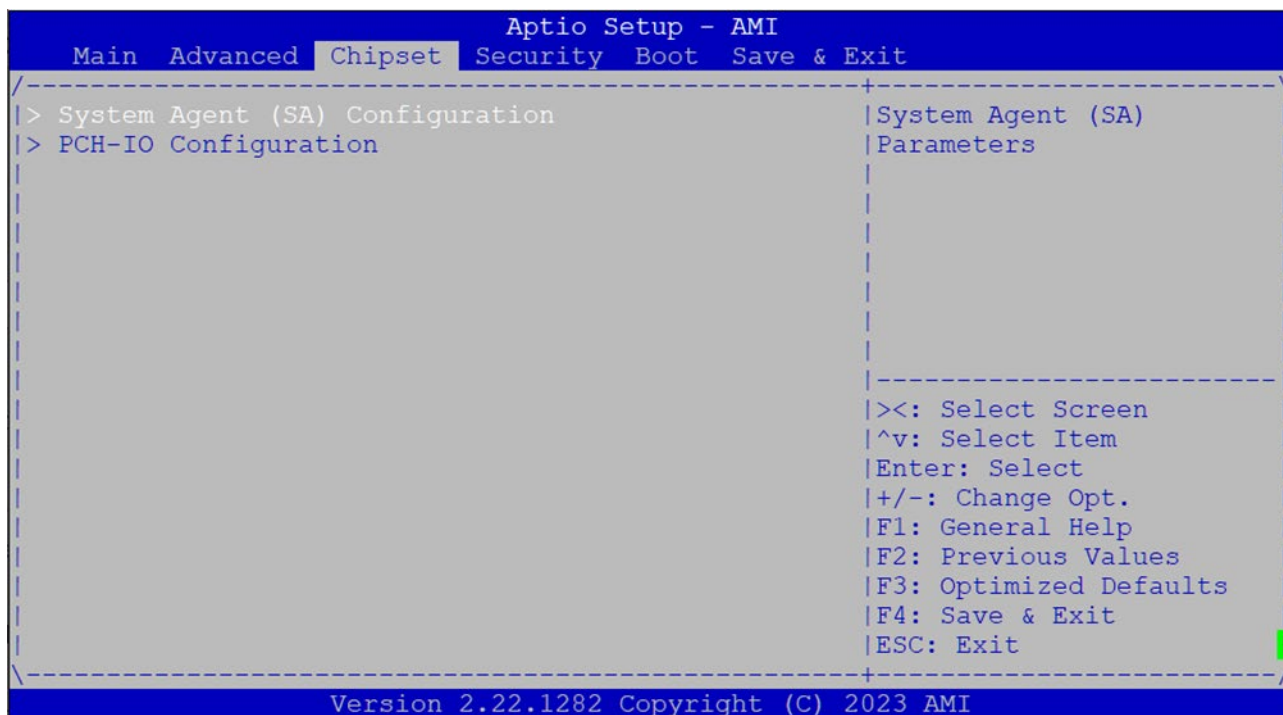 Aptio Setup – AMI
Main Advanced Chipset Security Boot Save & Exit
> System Agent (SA) Configuration
> PCH-IO Configuration
System Agent (SA)
Parameters
><: Select Screen
^v: Select Item
Enter: Select
+/-: Change Opt.
F1: General Help
F2: Previous Values
F3: Optimized Defaults
F4: Save & Exit
ESC: Exit
Version 2.22.1282 Copyright (C) 2023 AMI